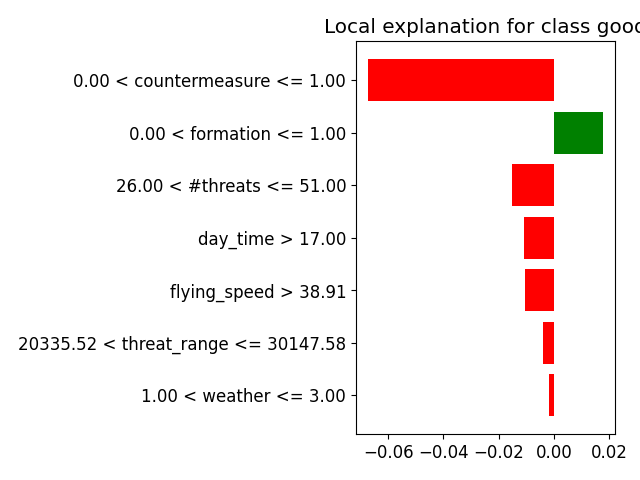 Local explanation for class good
0.00 < countermeasure <= 1.00
0.00 < formation <= 1.00
26.00 < #threats <= 51.00
day_time > 17.00
flying_speed > 38.91
20335.52 < threat_range <= 30147.58
1.00 < weather <= 3.00
−0.06 −0.04 −0.02 0.00 0.02